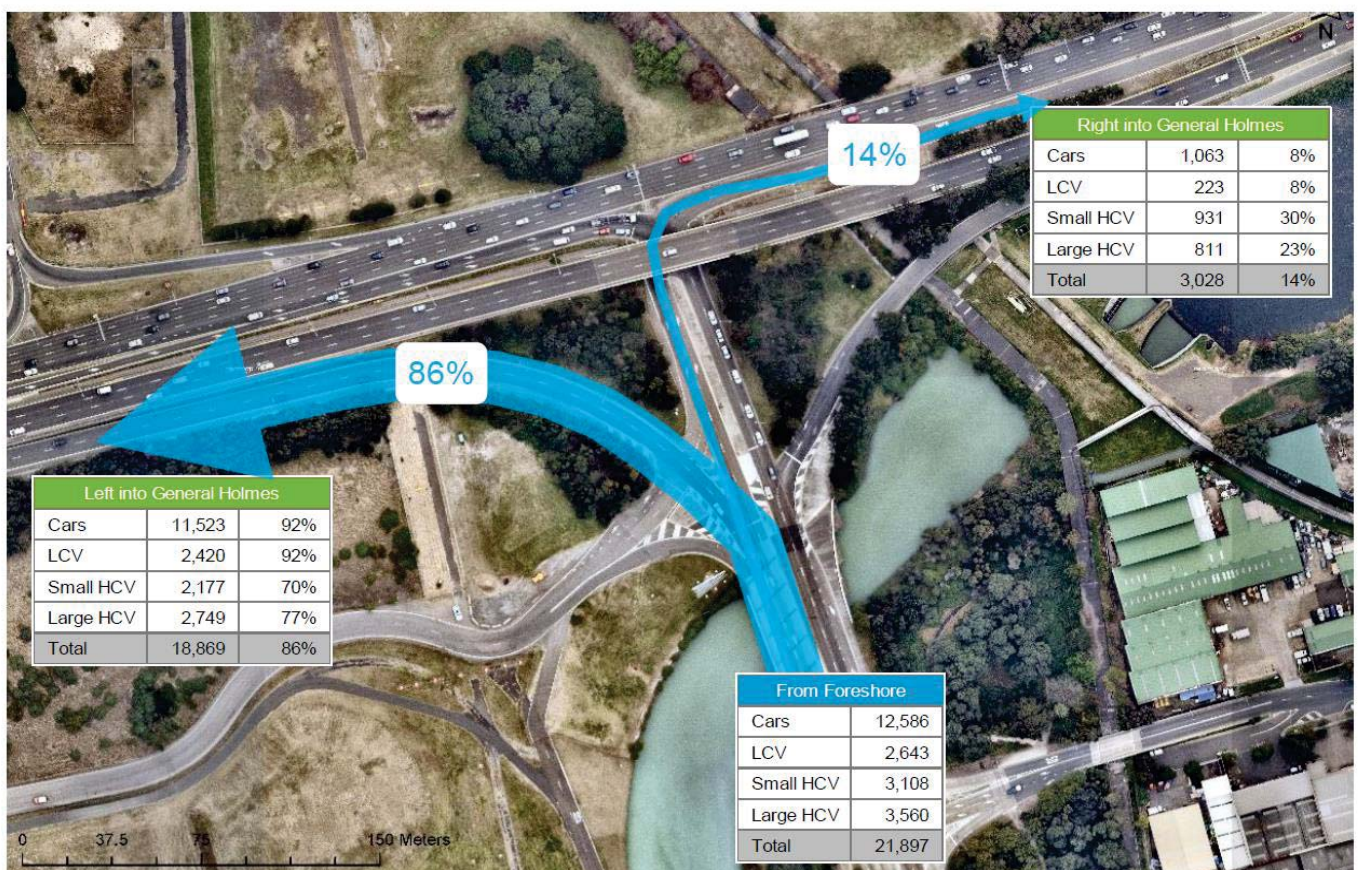 N
14%
Right into General Holmes
Cars 1,063 8%
LCV 223 8%
Small HCV 931 30%
Large HCV 811 23%
Total 3,028 14%
86%
Left into General Holmes
Cars 11,523 92%
LCV 2,420 92%
Small HCV 2,177 70%
Large HCV 2,749 77%
Total 18,869 86%
From Foreshore
Cars 12,586
LCV 2,643
Small HCV 3,108
Large HCV 3,560
Total 21,897
0 37.5 75 150 Meters